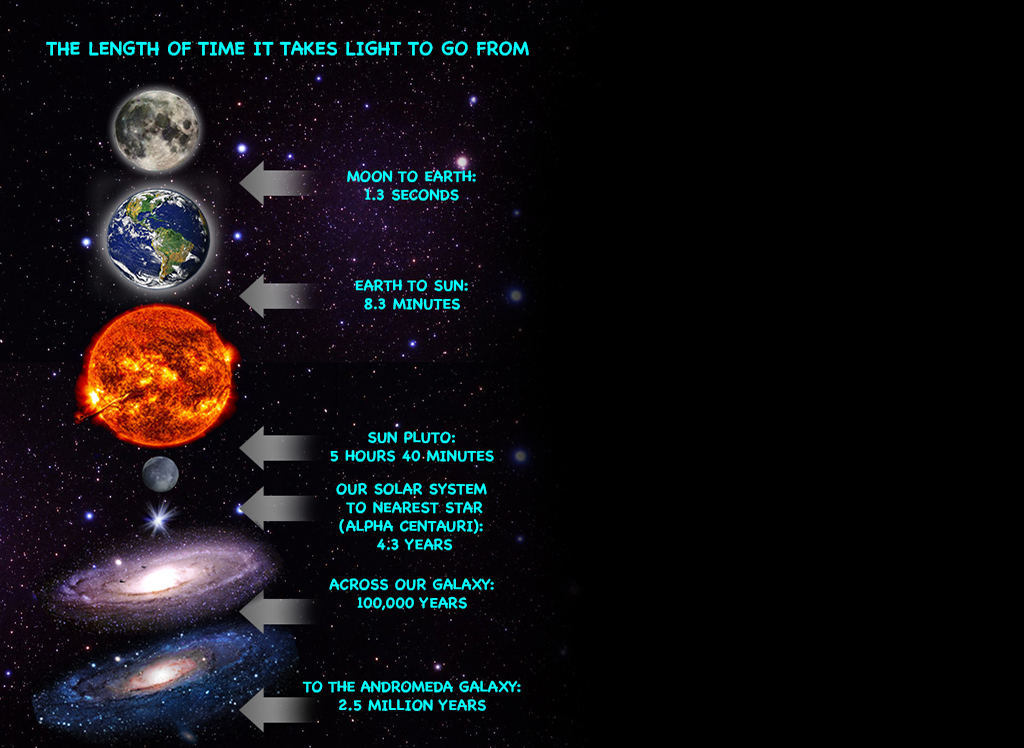 THE LENGTH OF TIME IT TAKES LIGHT TO GO FROM
MOON TO EARTH:
1.3 SECONDS
EARTH TO SUN:
8.3 MINUTES
SUN PLUTO:
5 HOURS 40 MINUTES
OUR SOLAR SYSTEM
TO NEAREST STAR
(ALPHA CENTAURI):
4.3 YEARS
ACROSS OUR GALAXY:
100,000 YEARS
TO THE ANDROMEDA GALAXY:
2.5 MILLION YEARS